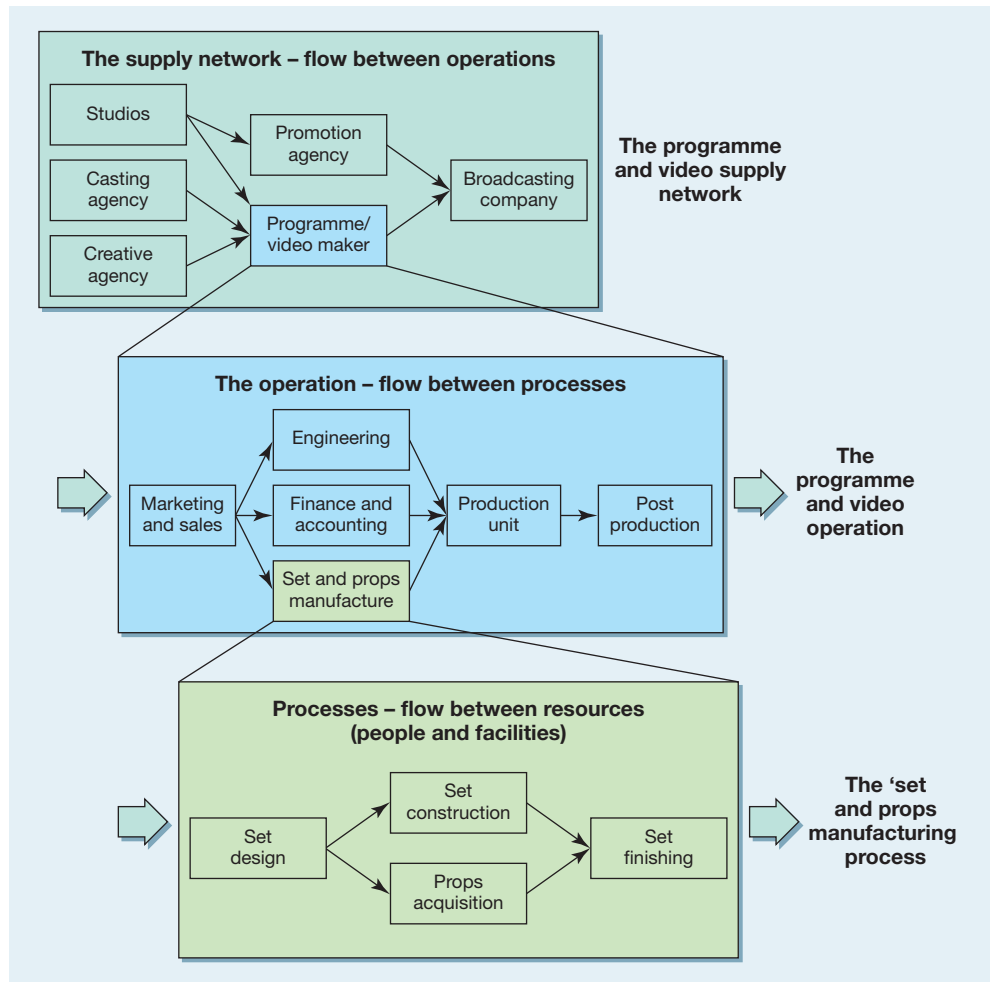 The supply network – flow between operations
Studios
Casting
agency
Creative
agency
Promotion
agency
Programme/
video maker
Broadcasting
company
The programme
and video supply
network
The operation – flow between processes
Marketing
and sales
Engineering
Finance and
accounting
Set and props
manufacture
Production
unit
Post
production
The
programme
and video
operation
Processes – flow between resources
(people and facilities)
Set
design
Set
construction
Props
acquisition
Set
finishing
The ‘set
and props
manufacturing
process